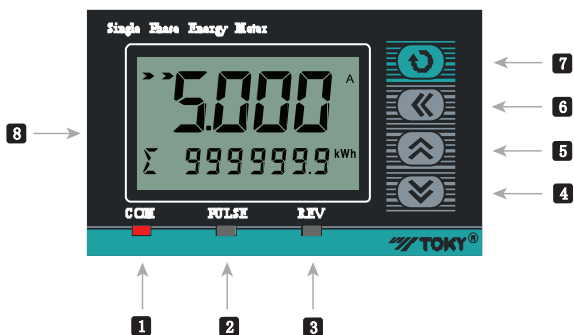 Single Phase Energy Meter
5.000 A
Σ 999999.9 kWh
COM PULSE REV
TOKY®
7
6
5
4
8
1 2 3